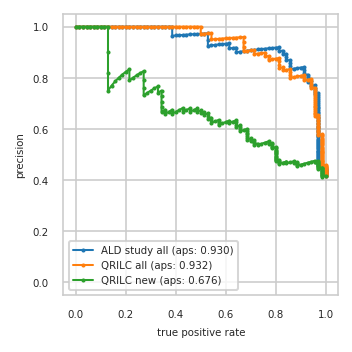 1.0
0.8
0.6
0.4
0.2
0.0
precision
ALD study all (aps: 0.930)
QRILC all (aps: 0.932)
QRILC new (aps: 0.676)
0.0 0.2 0.4 0.6 0.8 1.0
true positive rate